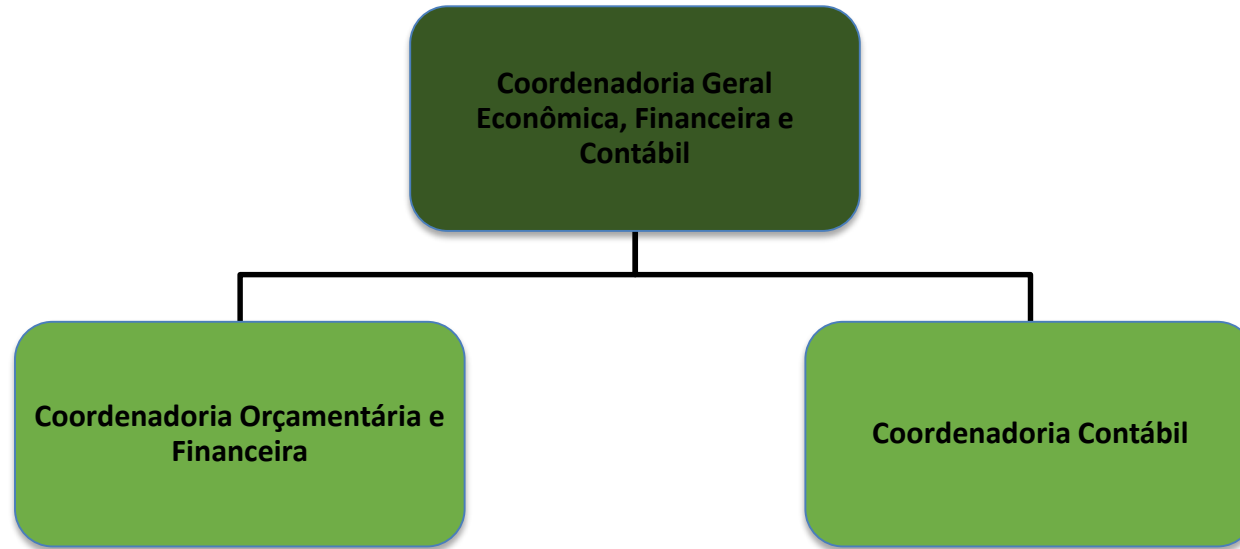 Coordenadoria Geral
Econômica, Financeira e
Contábil
Coordenadoria Orçamentária e
Financeira
Coordenadoria Contábil